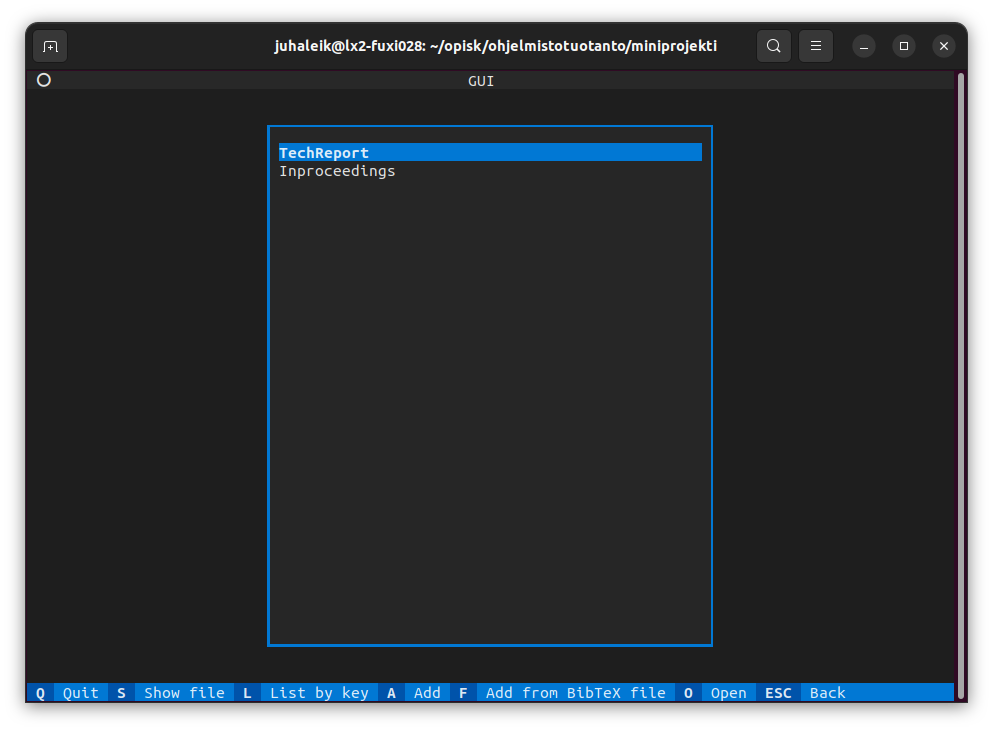 juhaleik@lx2-fuxi028: ~/opisk/ohjelmistotuotanto/miniprojekti
GUI
TechReport
Inproceedings
Q Quit S Show file L List by key A Add F Add from BibTeX file O Open ESC Back